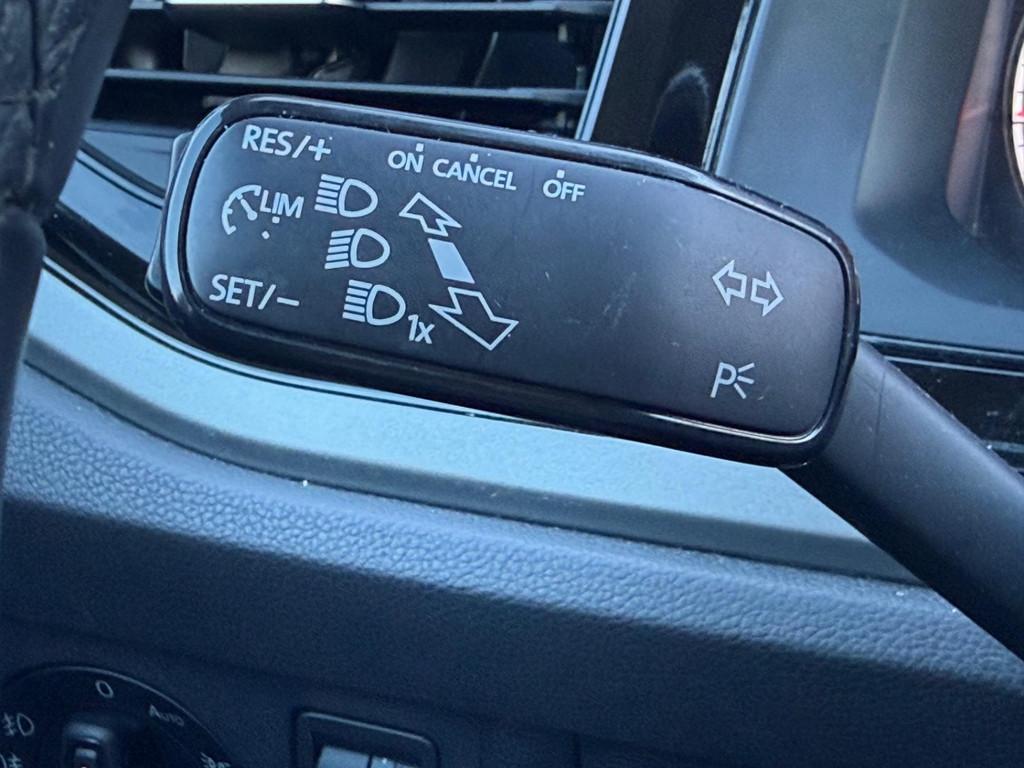 RES/+
ON CANCEL OFF
LIM
SET/−
1x
P
O
AUTO